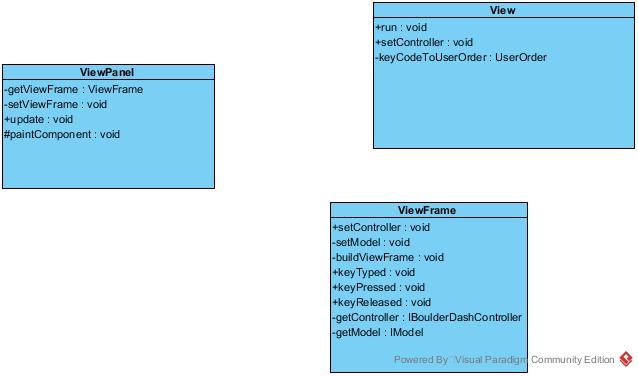 View
+run : void
+setController : void
-keyCodeToUserOrder : UserOrder
ViewPanel
-getViewFrame : ViewFrame
-setViewFrame : void
+update : void
#paintComponent : void
ViewFrame
+setController : void
-setModel : void
-buildViewFrame : void
+keyTyped : void
+keyPressed : void
+keyReleased : void
-getController : IBoulderDashController
-getModel : IModel
Powered By Visual Paradigm Community Edition